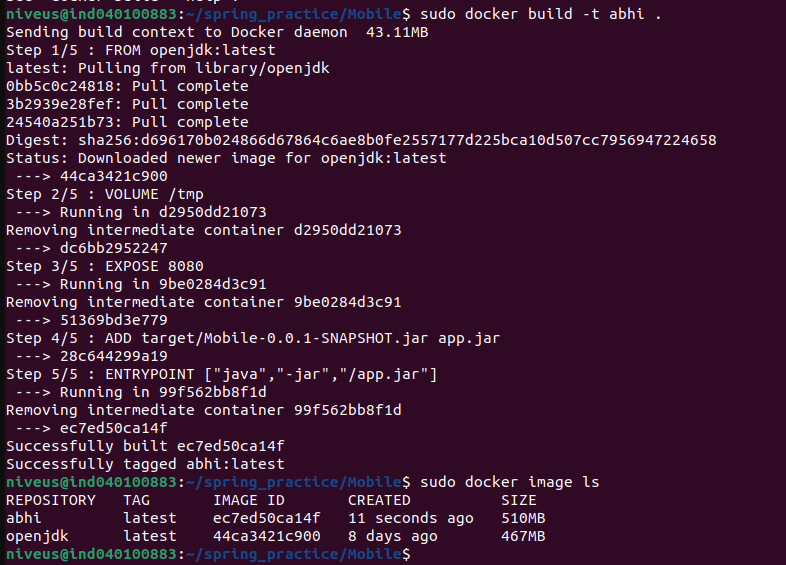 niveus@ind040100883:~/spring_practice/Mobile$ sudo docker build -t abhi .
Sending build context to Docker daemon  43.11MB
Step 1/5 : FROM openjdk:latest
latest: Pulling from library/openjdk
0bb5c0c24818: Pull complete
3b2939e28fef: Pull complete
24540a251b73: Pull complete
Digest: sha256:d696170b024866d67864c6ae8b0fe2557177d225bca10d507cc7956947224658
Status: Downloaded newer image for openjdk:latest
 ---> 44ca3421c900
Step 2/5 : VOLUME /tmp
 ---> Running in d2950dd21073
Removing intermediate container d2950dd21073
 ---> dc6bb2952247
Step 3/5 : EXPOSE 8080
 ---> Running in 9be0284d3c91
Removing intermediate container 9be0284d3c91
 ---> 51369bd3e779
Step 4/5 : ADD target/Mobile-0.0.1-SNAPSHOT.jar app.jar
 ---> 28c644299a19
Step 5/5 : ENTRYPOINT ["java","-jar","/app.jar"]
 ---> Running in 99f562bb8f1d
Removing intermediate container 99f562bb8f1d
 ---> ec7ed50ca14f
Successfully built ec7ed50ca14f
Successfully tagged abhi:latest
niveus@ind040100883:~/spring_practice/Mobile$ sudo docker image ls
REPOSITORY   TAG       IMAGE ID       CREATED          SIZE
abhi         latest    ec7ed50ca14f   11 seconds ago   510MB
openjdk      latest    44ca3421c900   8 days ago       467MB
niveus@ind040100883:~/spring_practice/Mobile$